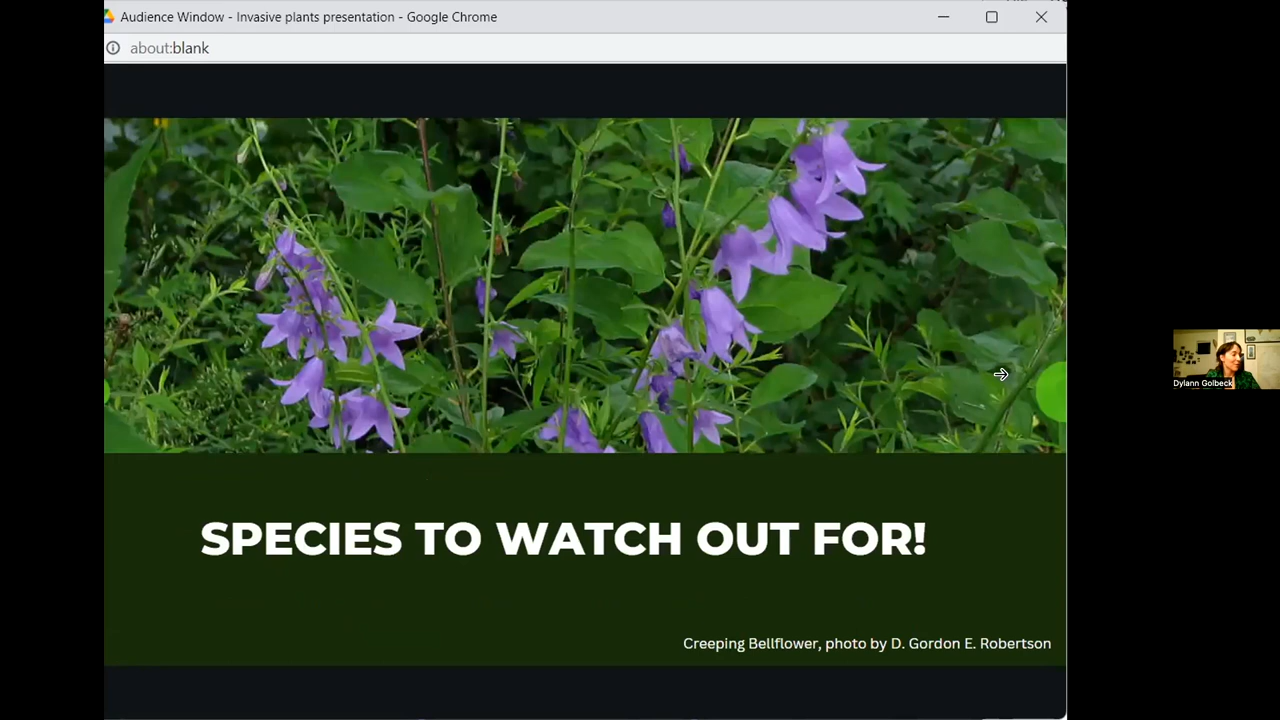 Audience Window - Invasive plants presentation - Google Chrome
about:blank
SPECIES TO WATCH OUT FOR!
Creeping Bellflower, photo by D. Gordon E. Robertson
Dylann Golbeck